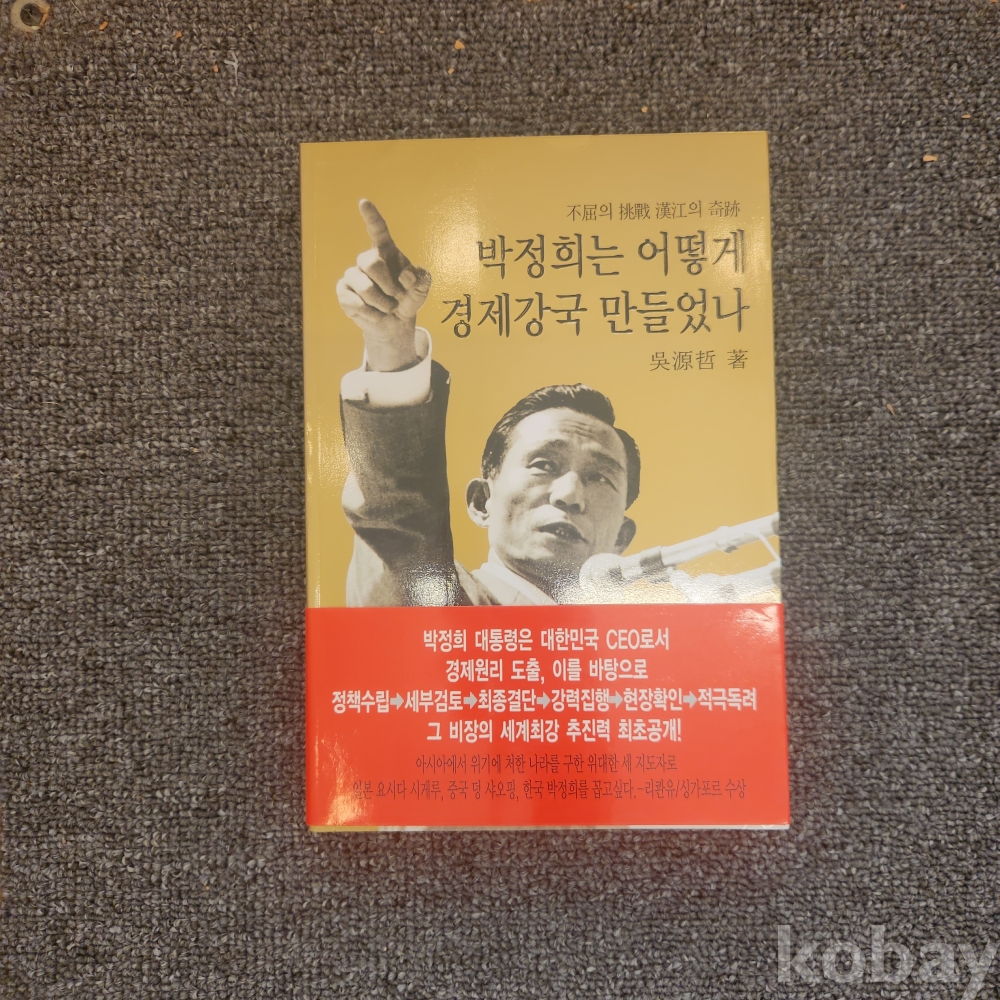 不屈의 挑戰 漢江의 奇跡
박정희는 어떻게
경제강국 만들었나
吳源哲 著
박정희 대통령은 대한민국 CEO로서
경제원리 도출, 이를 바탕으로
정책수립➔세부검토➔최종결단➔강력집행➔현장확인➔적극독려
그 비장의 세계최강 추진력 최초공개!
아시아에서 위기에 처한 나라를 구한 위대한 세 지도자로
일본 요시다 시게루, 중국 덩 샤오핑, 한국 박정희를 꼽고싶다.-리콴유/싱가포르 수상
kobay